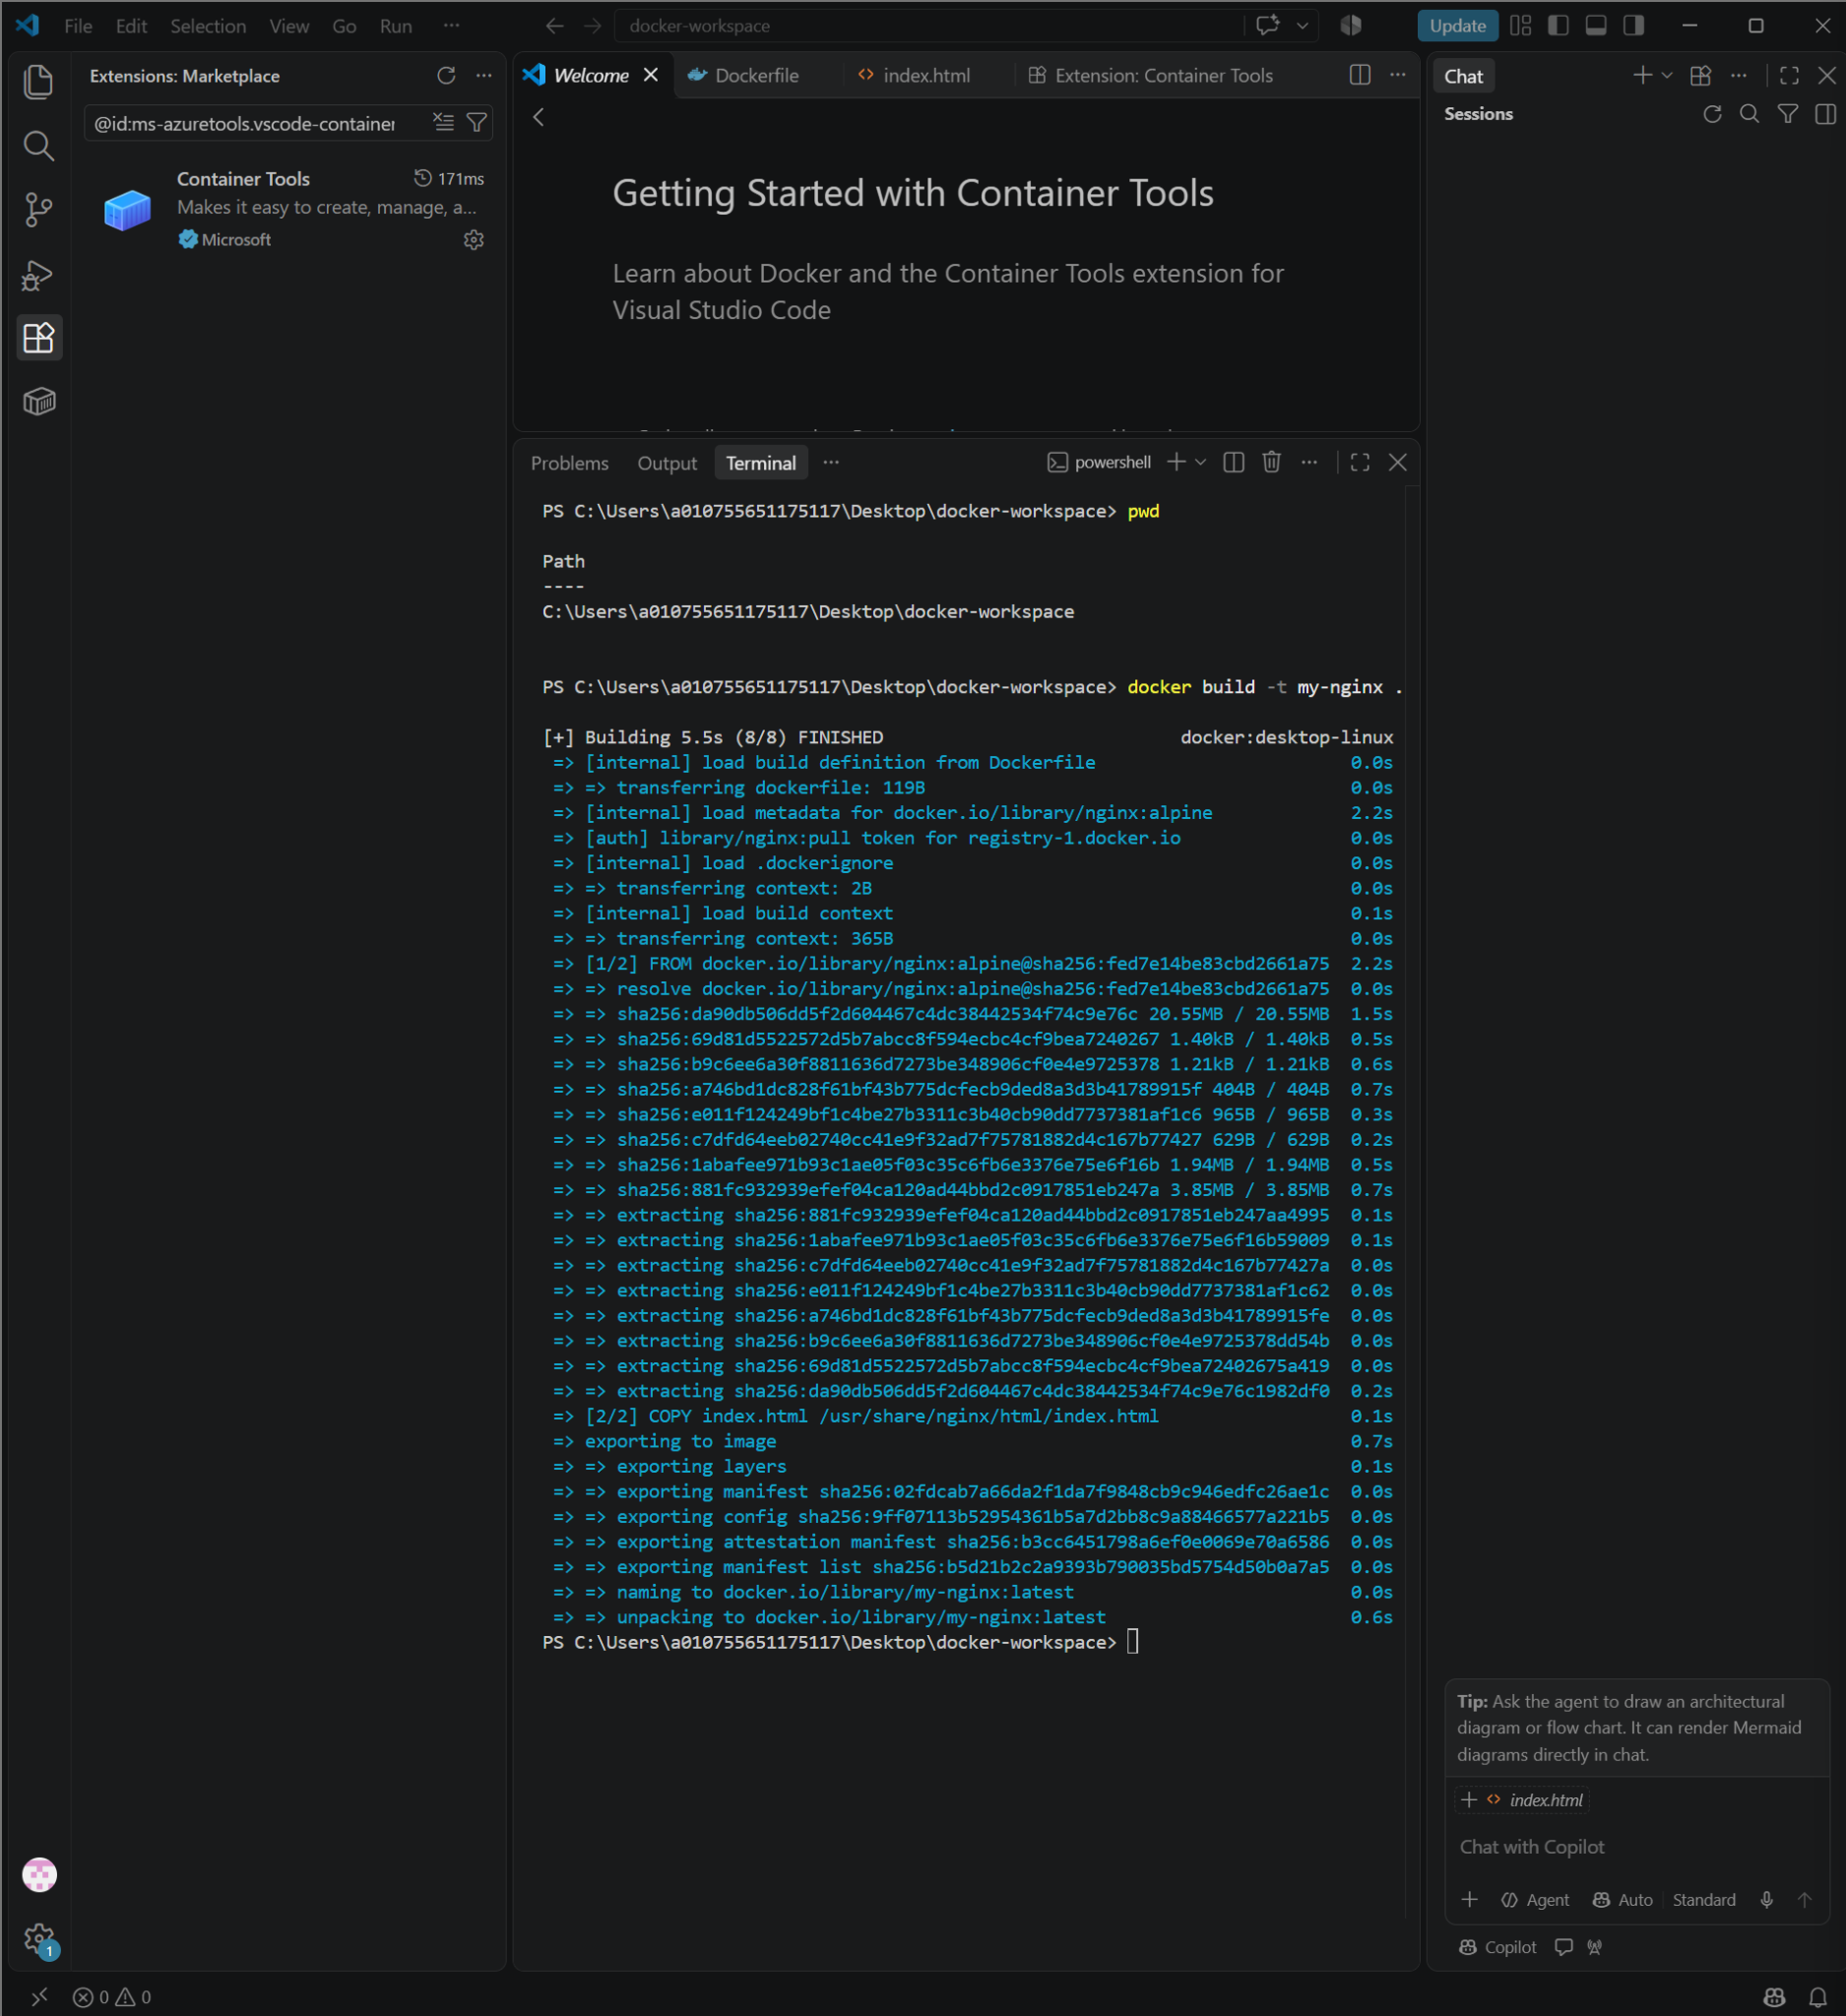 File Edit Selection View Go Run ···
docker-workspace
Update
Extensions: Marketplace
@id:ms-azuretools.vscode-container
Container Tools 171ms
Makes it easy to create, manage, a...
Microsoft
Welcome Dockerfile index.html Extension: Container Tools
Getting Started with Container Tools
Learn about Docker and the Container Tools extension for
Visual Studio Code
Problems Output Terminal ··· powershell
PS C:\Users\a010755651175117\Desktop\docker-workspace> pwd
Path
----
C:\Users\a010755651175117\Desktop\docker-workspace
PS C:\Users\a010755651175117\Desktop\docker-workspace> docker build -t my-nginx .
[+] Building 5.5s (8/8) FINISHED docker:desktop-linux
=> [internal] load build definition from Dockerfile 0.0s
=> => transferring dockerfile: 119B 0.0s
=> [internal] load metadata for docker.io/library/nginx:alpine 2.2s
=> [auth] library/nginx:pull token for registry-1.docker.io 0.0s
=> [internal] load .dockerignore 0.0s
=> => transferring context: 2B 0.0s
=> [internal] load build context 0.1s
=> => transferring context: 365B 0.0s
=> [1/2] FROM docker.io/library/nginx:alpine@sha256:fed7e14be83cbd2661a75 2.2s
=> => resolve docker.io/library/nginx:alpine@sha256:fed7e14be83cbd2661a75 0.0s
=> => sha256:da90db506dd5f2d604467c4dc38442534f74c9e76c 20.55MB / 20.55MB 1.5s
=> => sha256:69d81d5522572d5b7abcc8f594ecbc4cf9bea7240267 1.40kB / 1.40kB 0.5s
=> => sha256:b9c6ee6a30f8811636d7273be348906cf0e4e9725378 1.21kB / 1.21kB 0.6s
=> => sha256:a746bd1dc828f61bf43b775dcfecb9ded8a3d3b41789915f 404B / 404B 0.7s
=> => sha256:e011f124249bf1c4be27b3311c3b40cb90dd7737381af1c6 965B / 965B 0.3s
=> => sha256:c7dfd64eeb02740cc41e9f32ad7f75781882d4c167b77427 629B / 629B 0.2s
=> => sha256:1abafee971b93c1ae05f03c35c6fb6e3376e75e6f16b 1.94MB / 1.94MB 0.5s
=> => sha256:881fc932939efef04ca120ad44bbd2c0917851eb247a 3.85MB / 3.85MB 0.7s
=> => extracting sha256:881fc932939efef04ca120ad44bbd2c0917851eb247aa4995 0.1s
=> => extracting sha256:1abafee971b93c1ae05f03c35c6fb6e3376e75e6f16b59009 0.1s
=> => extracting sha256:c7dfd64eeb02740cc41e9f32ad7f75781882d4c167b77427a 0.0s
=> => extracting sha256:e011f124249bf1c4be27b3311c3b40cb90dd7737381af1c62 0.0s
=> => extracting sha256:a746bd1dc828f61bf43b775dcfecb9ded8a3d3b41789915fe 0.0s
=> => extracting sha256:b9c6ee6a30f8811636d7273be348906cf0e4e9725378dd54b 0.0s
=> => extracting sha256:69d81d5522572d5b7abcc8f594ecbc4cf9bea72402675a419 0.0s
=> => extracting sha256:da90db506dd5f2d604467c4dc38442534f74c9e76c1982df0 0.2s
=> [2/2] COPY index.html /usr/share/nginx/html/index.html 0.1s
=> exporting to image 0.7s
=> => exporting layers 0.1s
=> => exporting manifest sha256:02fdcab7a66da2f1da7f9848cb9c946edfc26ae1c 0.0s
=> => exporting config sha256:9ff07113b52954361b5a7d2bb8c9a88466577a221b5 0.0s
=> => exporting attestation manifest sha256:b3cc6451798a6ef0e0069e70a6586 0.0s
=> => exporting manifest list sha256:b5d21b2c2a9393b790035bd5754d50b0a7a5 0.0s
=> => naming to docker.io/library/my-nginx:latest 0.0s
=> => unpacking to docker.io/library/my-nginx:latest 0.6s
PS C:\Users\a010755651175117\Desktop\docker-workspace>
Chat
Sessions
Tip: Ask the agent to draw an architectural
diagram or flow chart. It can render Mermaid
diagrams directly in chat.
index.html
Chat with Copilot
Agent Auto Standard
Copilot
1
0 0